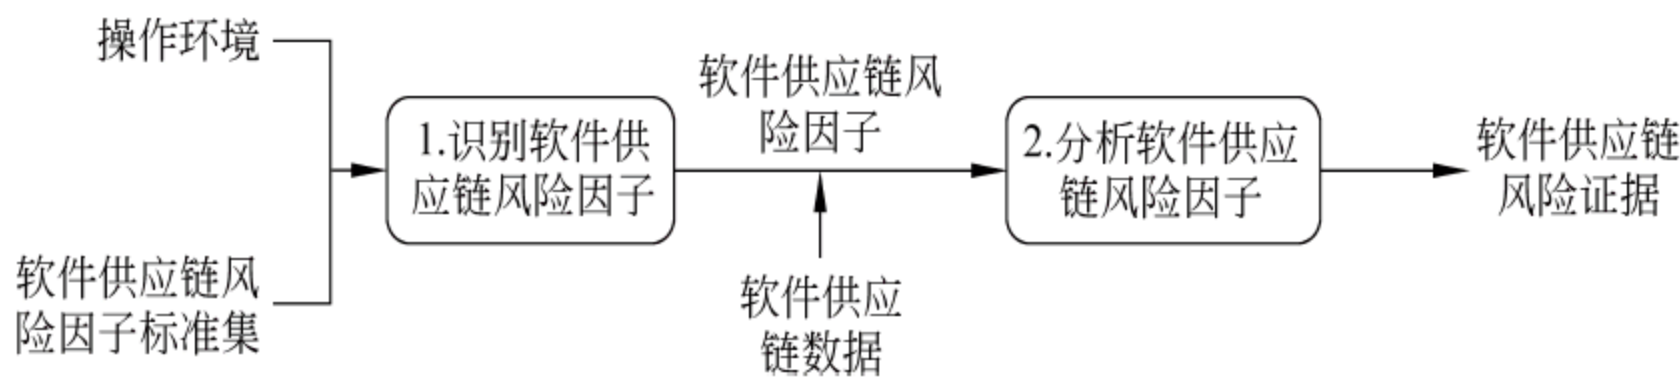 操作环境
软件供应链风
险因子标准集
1.识别软件供
应链风险因子
软件供应链风
险因子
软件供应
链数据
2.分析软件供应
链风险因子
软件供应链
风险证据